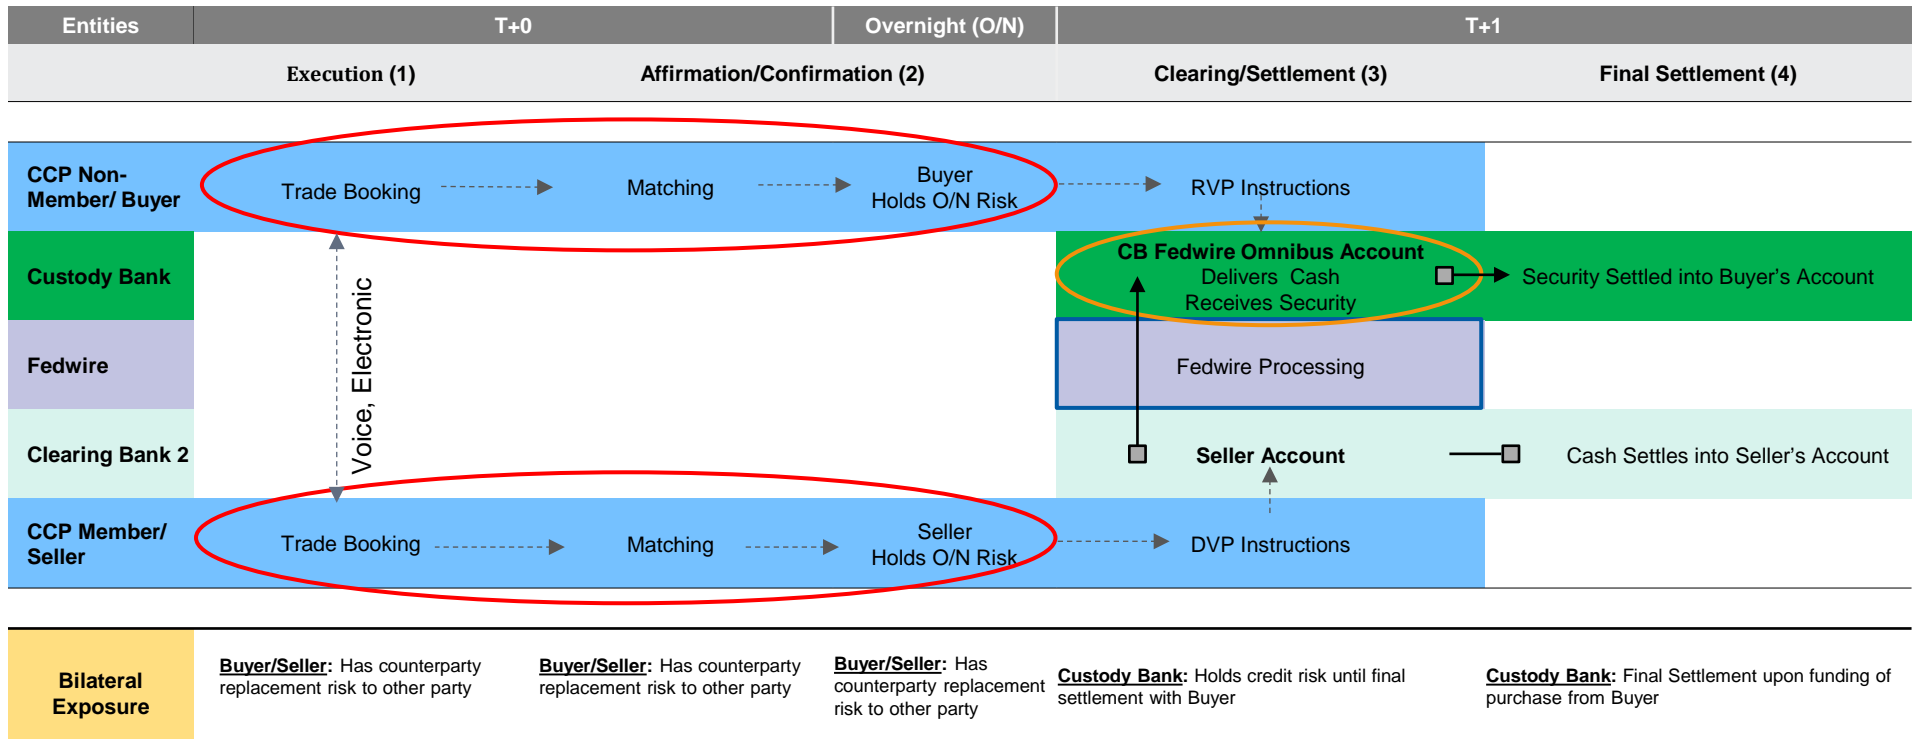 Entities
T+0
Overnight (O/N)
T+1
Execution (1)
Affirmation/Confirmation (2)
Clearing/Settlement (3)
Final Settlement (4)
CCP Non-
Member/ Buyer
Trade Booking
Matching
Buyer
Holds O/N Risk
RVP Instructions
Custody Bank
CB Fedwire Omnibus Account
Delivers Cash
Receives Security
Security Settled into Buyer's Account
Voice, Electronic
Fedwire
Fedwire Processing
Clearing Bank 2
Seller Account
Cash Settles into Seller's Account
CCP Member/
Seller
Trade Booking
Matching
Seller
Holds O/N Risk
DVP Instructions
Bilateral
Exposure
Buyer/Seller: Has counterparty
replacement risk to other party
Buyer/Seller: Has counterparty
replacement risk to other party
Buyer/Seller: Has
counterparty replacement
risk to other party
Custody Bank: Holds credit risk until final
settlement with Buyer
Custody Bank: Final Settlement upon funding of
purchase from Buyer